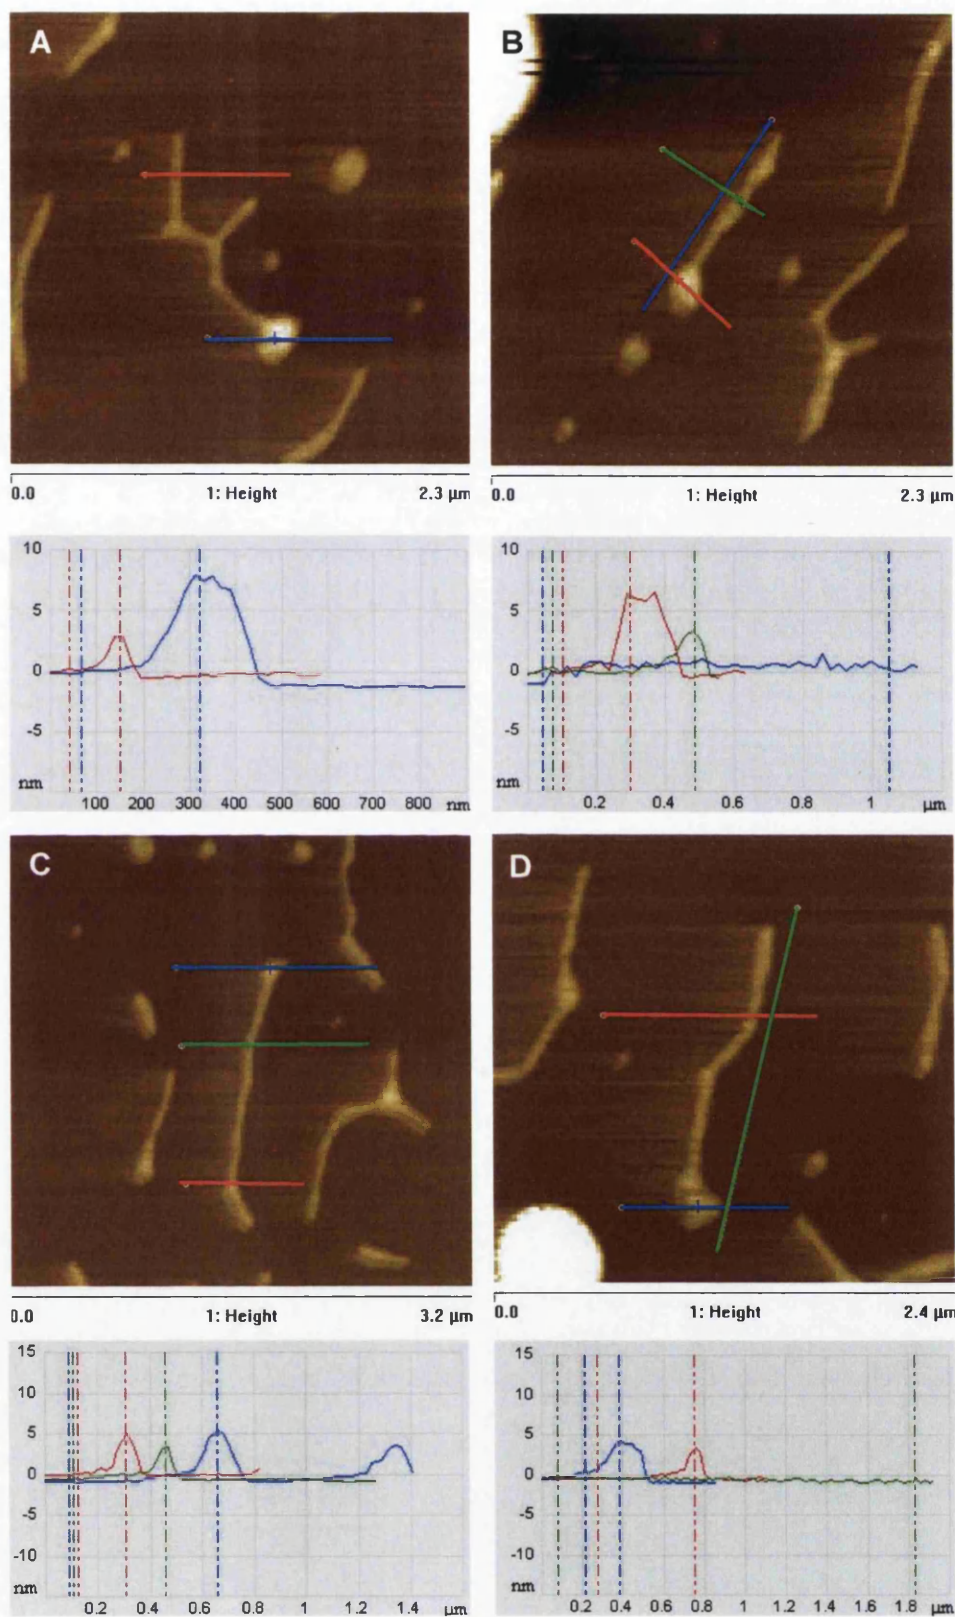 A
B
0.0 1: Height 2.3 µm
0.0 1: Height 2.3 µm
10
5
0
-5
nm
100 200 300 400 500 600 700 800 nm
10
5
0
-5
nm
0.2 0.4 0.6 0.8 1 µm
C
D
0.0 1: Height 3.2 µm
0.0 1: Height 2.4 µm
15
10
5
0
-5
-10
nm
0.2 0.4 0.6 0.8 1 1.2 1.4 µm
15
10
5
0
-5
-10
nm
0.2 0.4 0.6 0.8 1 1.2 1.4 1.6 1.8 µm